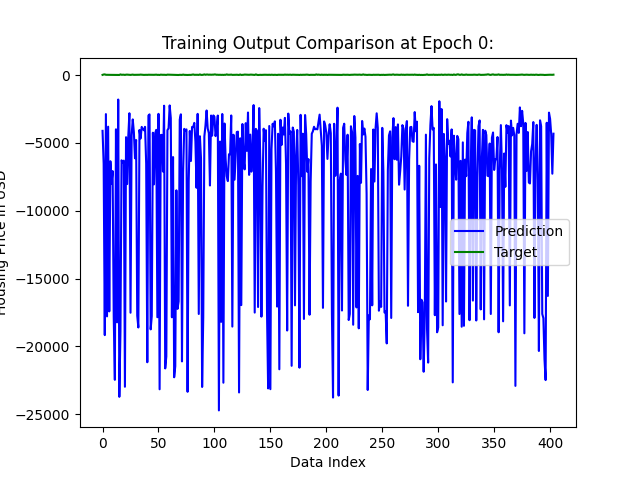 Training Output Comparison at Epoch 0:
0
−5000
−10000
−15000
−20000
−25000
Price in USD
Prediction
Target
0 50 100 150 200 250 300 350 400
Data Index